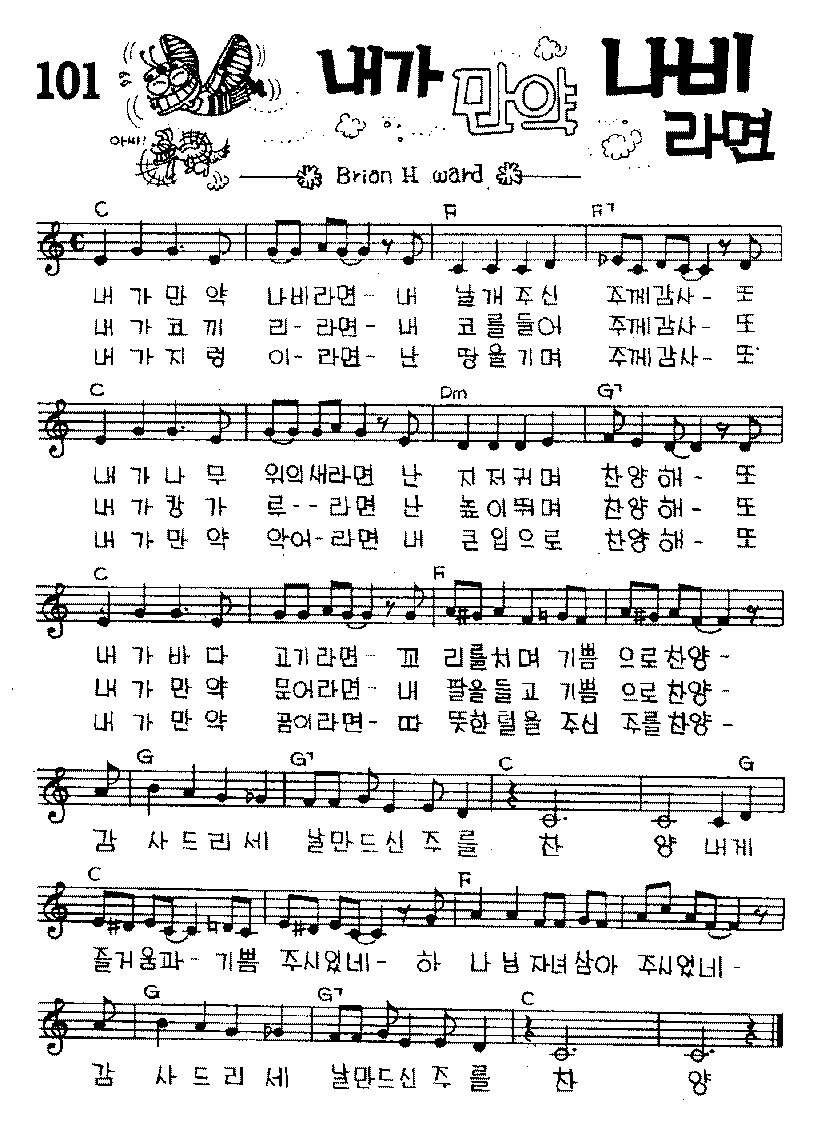 101
내가 만약 나비
라면
아싸!
Brian H. ward
C F F7
내 가 만 약 나비라면- 내 날개 주신 주께감사- 또
내 가 코 끼 리-라면- 내 코를들어 주께감사- 또
내 가 지 렁 이-라면- 난 땅을기며 주께감사- 또
C Dm G7
내 가 나 무 위의새라면 난 지저귀며 찬양해- 또
내 가 캉 가 루--라면 난 높이뛰며 찬양해- 또
내 가 만 약 악어-라면 내 큰입으로 찬양해- 또
C F
내 가 바 다 고기라면- 꼬 리를쳐며 기쁨 으로찬양-
내 가 만 약 문어라면- 내 팔을들고 기쁨 으로찬양-
내 가 만 약 곰이라면- 따 뜻한털을 주신 주를찬양-
G G7 C G
감 사드리세 날만드신주를 찬 양 내게
C F
즐거움과- 기쁨 주시었네- 하 나님자녀삼아 주시었네-
G G7 C
감 사드리세 날만드신주를 찬 양